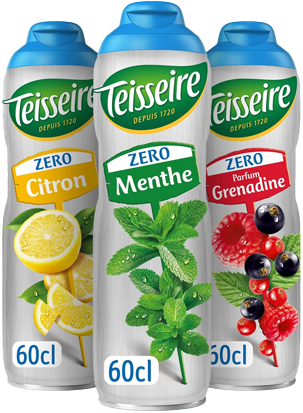 Teisseire
DEPUIS 1720
ZERO
Citron
60cl
Teisseire
DEPUIS 1720
ZERO
Menthe
60cl
Teisseire
DEPUIS 1720
ZERO
Parfum
Grenadine
60cl